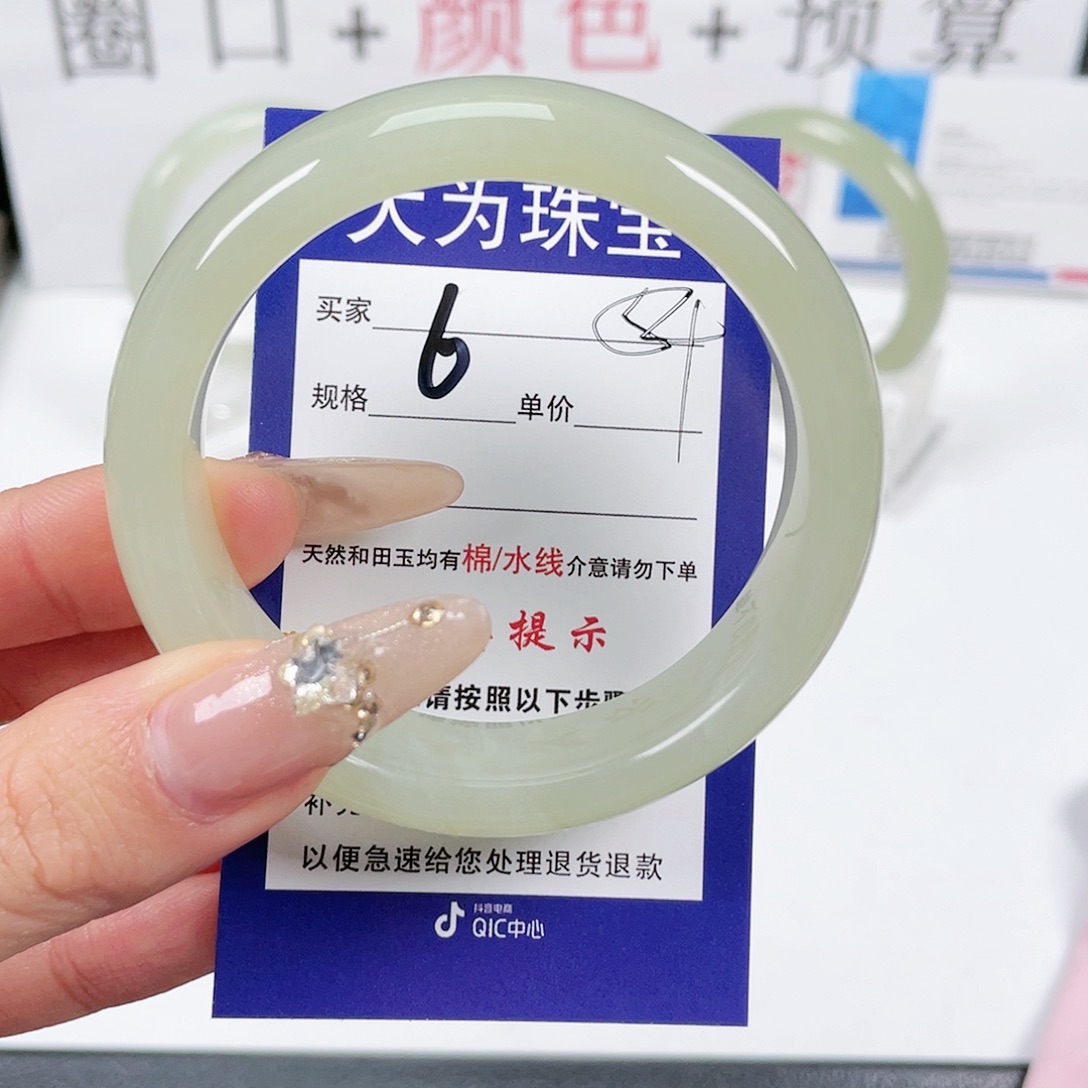 圈口+颜色+预算
为珠宝
买家
6
规格 单价
天然和田玉均有棉/水线介意请勿下单
提示
请按照以下步骤
补
以便急速给您处理退货退款
抖音电商
QIC中心